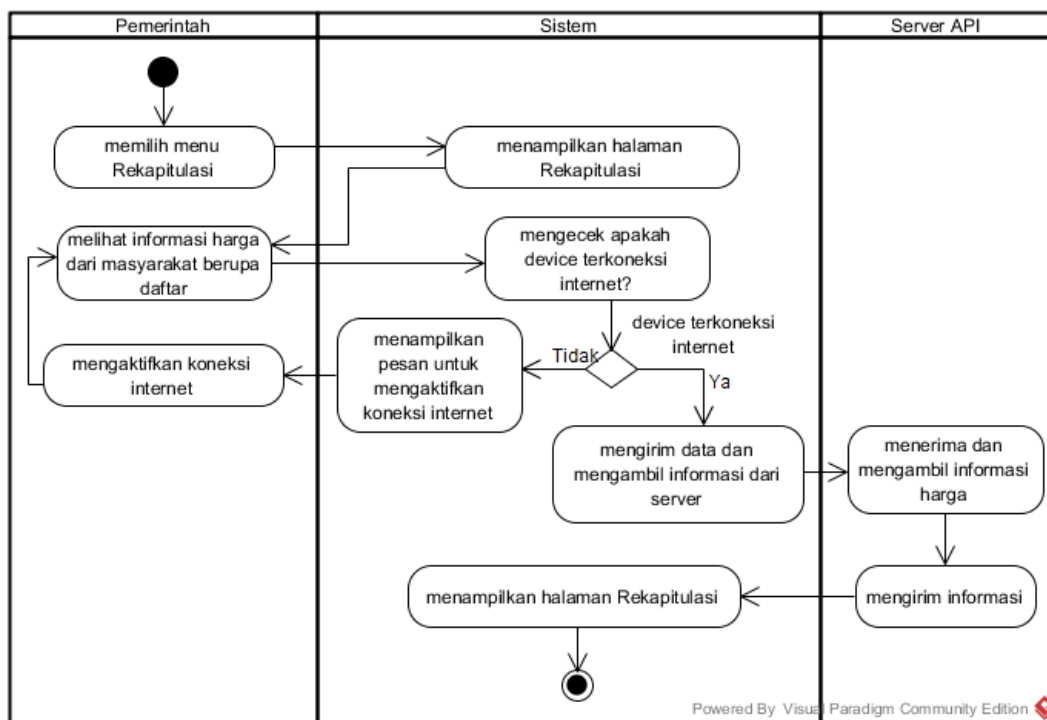 Pemerintah
Sistem
Server API
memilih menu
Rekapitulasi
menampilkan halaman
Rekapitulasi
melihat informasi harga
dari masyarakat berupa
daftar
mengecek apakah
device terkoneksi
internet?
device terkoneksi
internet
Tidak
Ya
menampilkan
pesan untuk
mengaktifkan
koneksi internet
mengaktifkan koneksi
internet
mengirim data dan
mengambil informasi dari
server
menerima dan
mengambil informasi
harga
mengirim informasi
menampilkan halaman Rekapitulasi
Powered By Visual Paradigm Community Edition